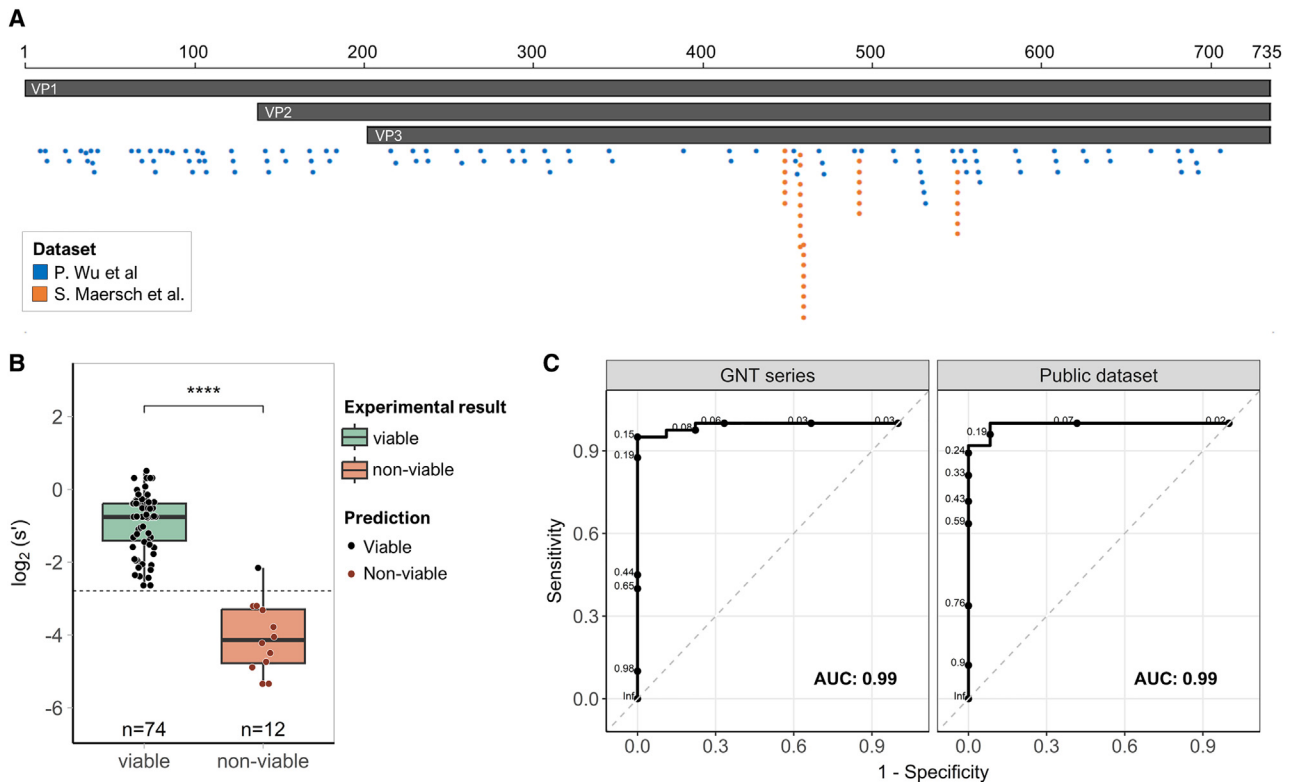 A
1 100 200 300 400 500 600 700 735
VP1
VP2
VP3
Dataset
P. Wu et al
S. Maersch et al.
B
****
log2 (s')
2
0
-2
-4
-6
n=74 n=12
viable non-viable
Experimental result
viable
non-viable
Prediction
Viable
Non-viable
C
GNT series
Public dataset
Sensitivity
0.9
0.6
0.3
0.0
0.15
0.08
0.06
0.03
0.03
0.19
0.44
0.65
0.98
Inf
AUC: 0.99
0.19
0.07
0.02
0.24
0.33
0.43
0.59
0.76
0.9
Inf
AUC: 0.99
0.0 0.3 0.6 0.9
0.0 0.3 0.6 0.9
1 - Specificity